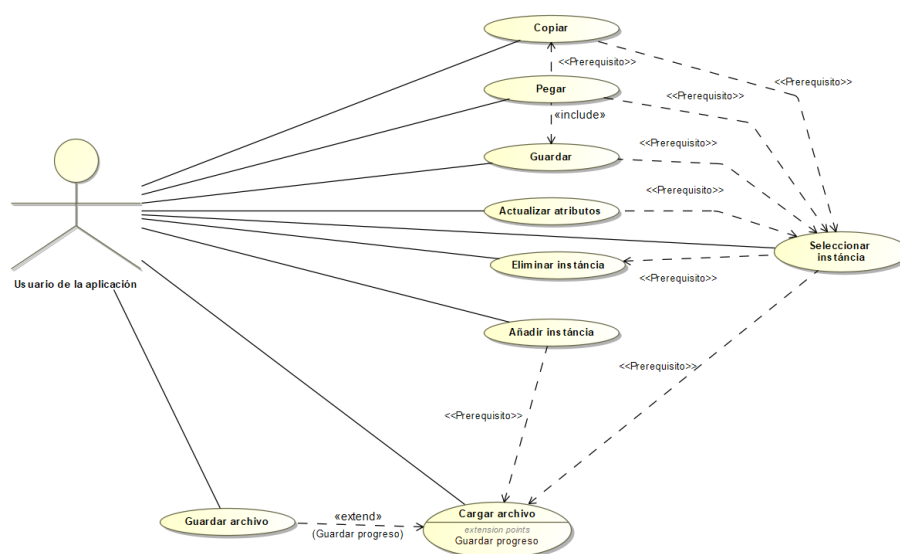 Copiar
<<Prerequisito>>
Pegar
<<Prerequisito>>
«include»
<<Prerequisito>>
Guardar
<<Prerequisito>>
Actualizar atributos
Seleccionar
instáncia
Eliminar instáncia
<<Prerequisito>>
Usuario de la aplicación
Añadir instáncia
<<Prerequisito>>
<<Prerequisito>>
Guardar archivo
«extend»
(Guardar progreso)
Cargar archivo
extension points
Guardar progreso